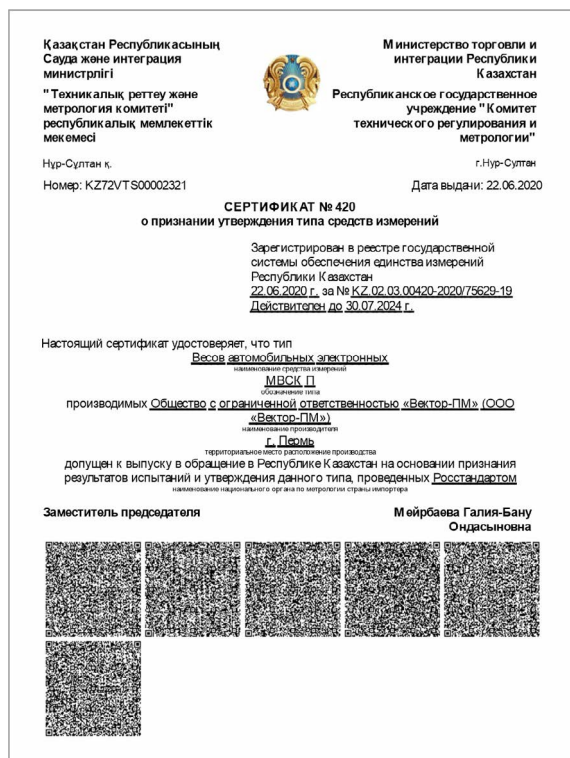 Қазақстан Республикасының
Сауда және интеграция
министрлігі
"Техникалық реттеу және
метрология комитеті"
республикалық мемлекеттік
мекемесі
Нұр-Сұлтан қ.
Министерство торговли и
интеграции Республики
Казахстан
Республиканское государственное
учреждение "Комитет
технического регулирования и
метрологии"
г.Нур-Султан
Номер: KZ72VTS00002321
Дата выдачи: 22.06.2020
СЕРТИФИКАТ № 420
о признании утверждения типа средств измерений
Зарегистрирован в реестре государственной
системы обеспечения единства измерений
Республики Казахстан
22.06.2020 г. за № KZ.02.03.00420-2020/75629-19
Действителен до 30.07.2024 г.
Настоящий сертификат удостоверяет, что тип
Весов автомобильных электронных
наименование средства измерений
МВСК П
обозначение типа
производимых Общество с ограниченной ответственностью «Вектор-ПМ» (ООО
«Вектор-ПМ»)
наименование производителя
г. Пермь
территориальное место расположение производства
допущен к выпуску в обращение в Республике Казахстан на основании признания
результатов испытаний и утверждения данного типа, проведенных Росстандартом
наименование национального органа по метрологии страны импортера
Заместитель председателя
Мейрбаева Галия-Бану
Ондасыновна